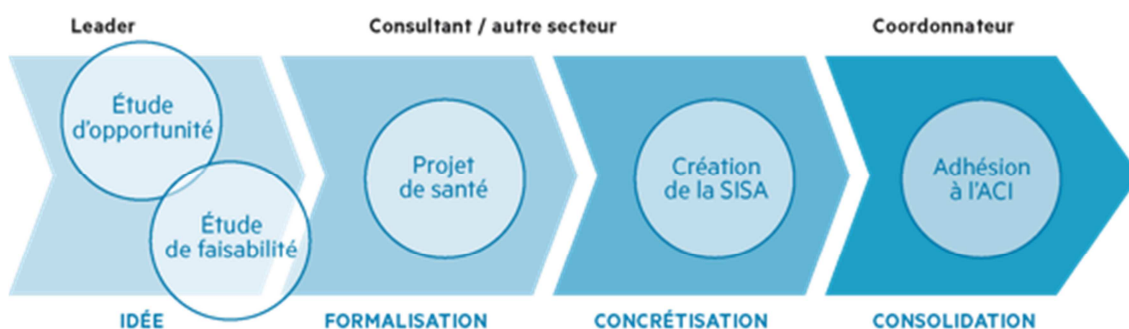 Leader
Consultant / autre secteur
Coordonnateur
Étude
d'opportunité
Étude
de faisabilité
Projet
de santé
Création
de la SISA
Adhésion
à l'ACI
IDÉE
FORMALISATION
CONCRÉTISATION
CONSOLIDATION